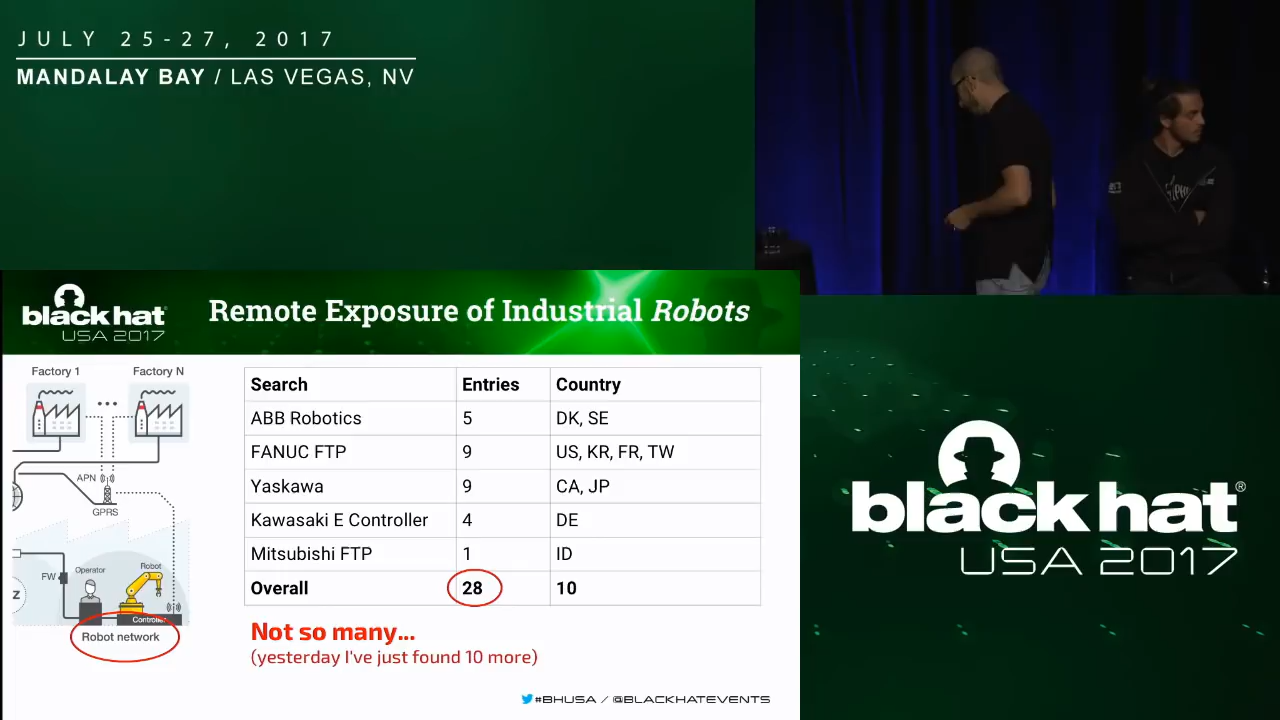 JULY 25-27, 2017
MANDALAY BAY / LAS VEGAS, NV
black hat
USA 2017
Remote Exposure of Industrial Robots
Factory 1
Factory N
APN
GPRS
FW
Operator
Robot
Controller
Robot network
Z
Search Entries Country
ABB Robotics 5 DK, SE
FANUC FTP 9 US, KR, FR, TW
Yaskawa 9 CA, JP
Kawasaki E Controller 4 DE
Mitsubishi FTP 1 ID
Overall 28 10
Not so many...
(yesterday I've just found 10 more)
#BHUSA / @BLACKHATEVENTS
black hat®
USA 2017